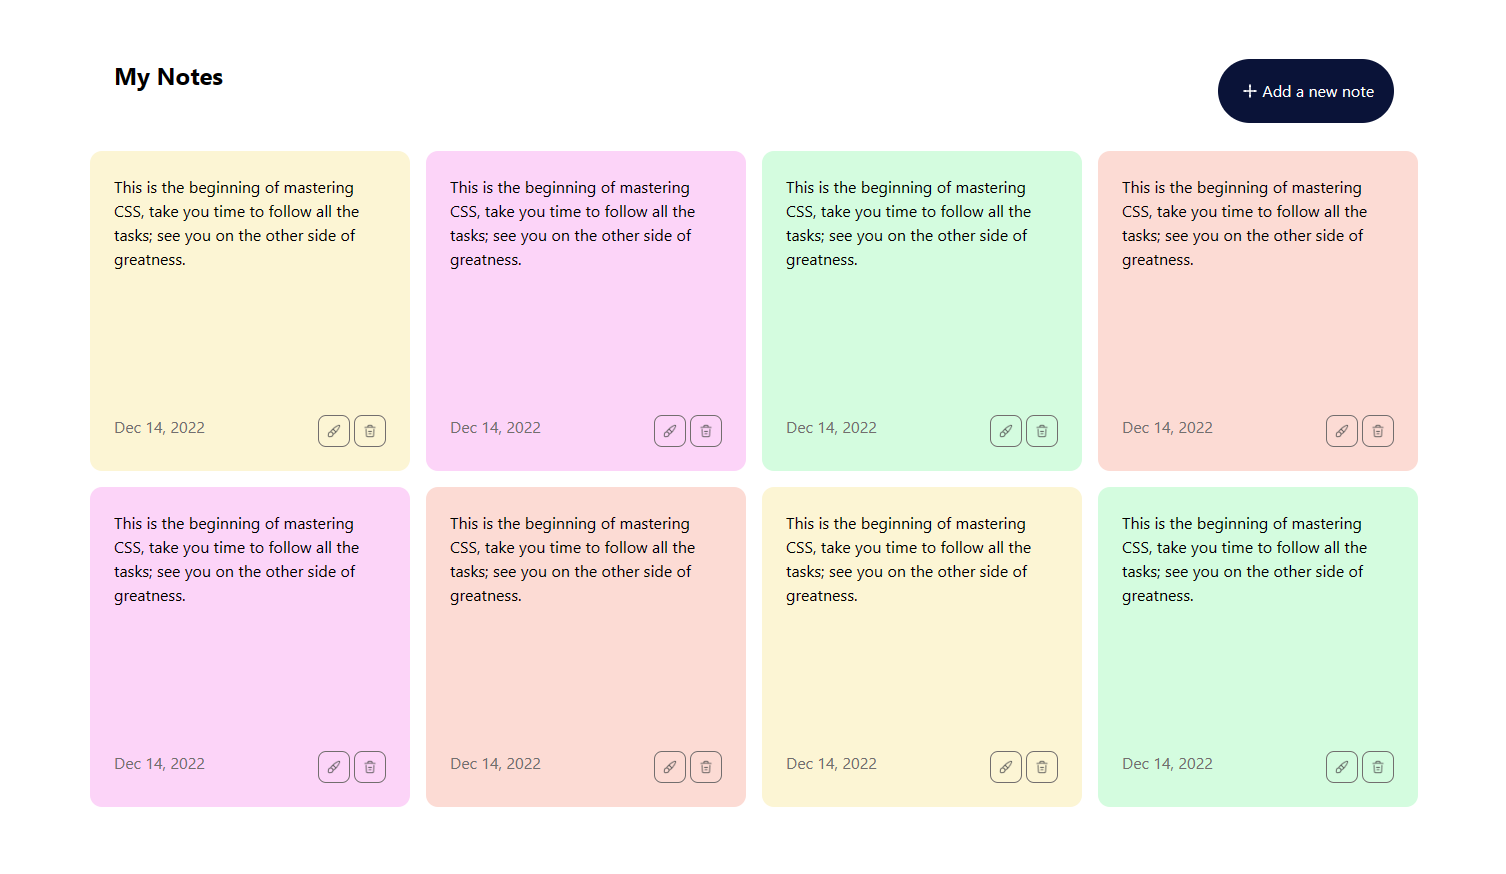 My Notes
+ Add a new note
This is the beginning of mastering
CSS, take you time to follow all the
tasks; see you on the other side of
greatness.
Dec 14, 2022
This is the beginning of mastering
CSS, take you time to follow all the
tasks; see you on the other side of
greatness.
Dec 14, 2022
This is the beginning of mastering
CSS, take you time to follow all the
tasks; see you on the other side of
greatness.
Dec 14, 2022
This is the beginning of mastering
CSS, take you time to follow all the
tasks; see you on the other side of
greatness.
Dec 14, 2022
This is the beginning of mastering
CSS, take you time to follow all the
tasks; see you on the other side of
greatness.
Dec 14, 2022
This is the beginning of mastering
CSS, take you time to follow all the
tasks; see you on the other side of
greatness.
Dec 14, 2022
This is the beginning of mastering
CSS, take you time to follow all the
tasks; see you on the other side of
greatness.
Dec 14, 2022
This is the beginning of mastering
CSS, take you time to follow all the
tasks; see you on the other side of
greatness.
Dec 14, 2022